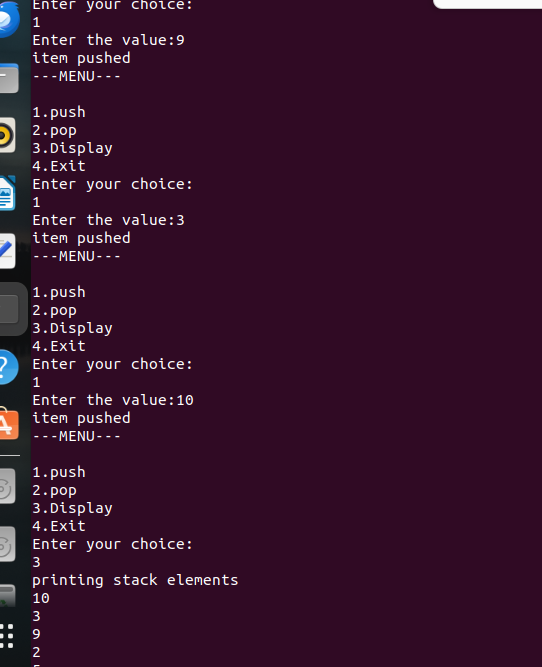 Enter your choice:
1
Enter the value:9
item pushed
---MENU---
1.push
2.pop
3.Display
4.Exit
Enter your choice:
1
Enter the value:3
item pushed
---MENU---
1.push
2.pop
3.Display
4.Exit
Enter your choice:
1
Enter the value:10
item pushed
---MENU---
1.push
2.pop
3.Display
4.Exit
Enter your choice:
3
printing stack elements
10
3
9
2